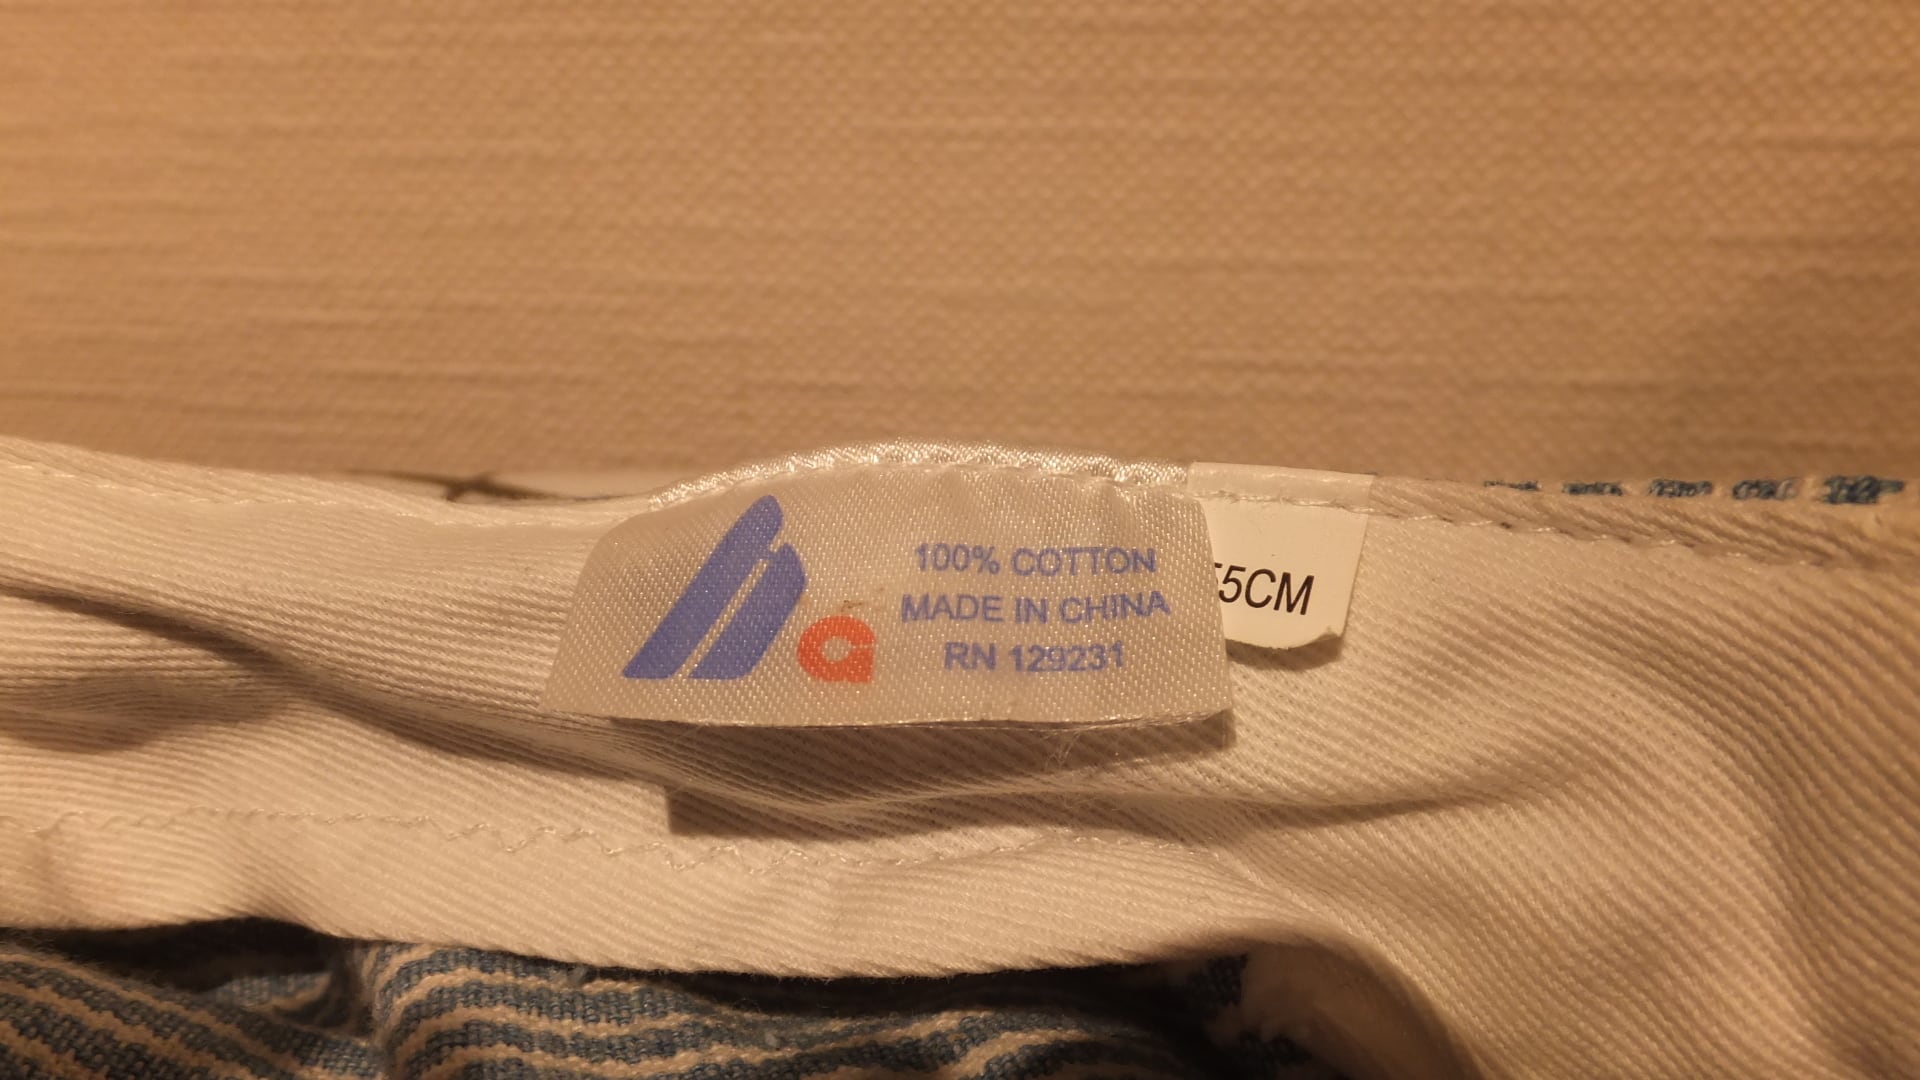 100% COTTON
MADE IN CHINA
RN 129231
5CM
a